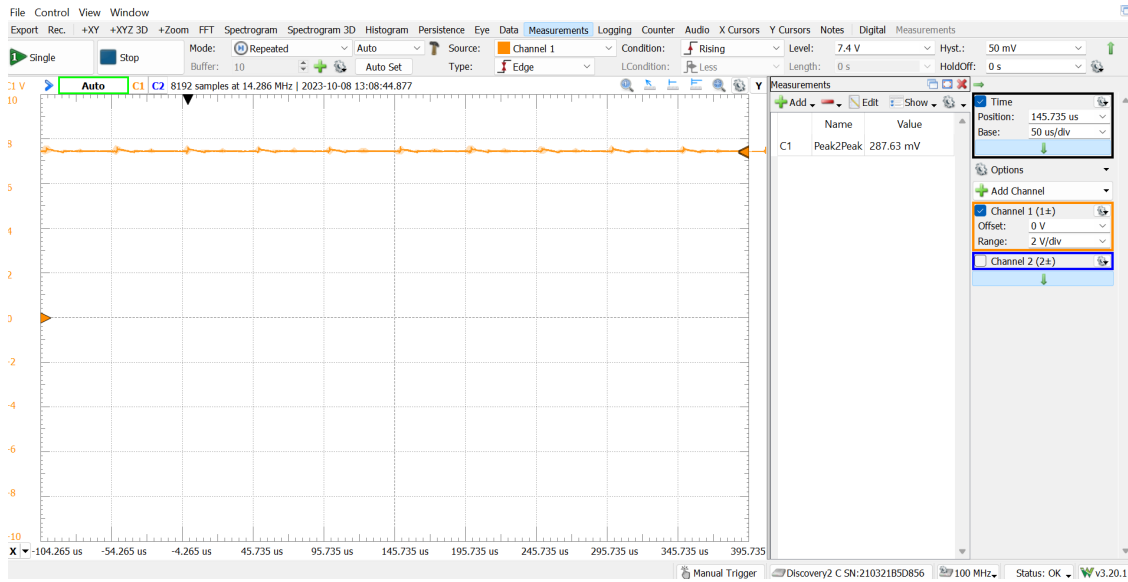 File Control View Window
Export Rec. +XY +XYZ 3D +Zoom FFT Spectrogram Spectrogram 3D Histogram Persistence Eye Data Measurements Logging Counter Audio X Cursors Y Cursors Notes Digital Measurements
Single Stop Mode: Repeated Auto Source: Channel 1 Condition: Rising Level: 7.4 V Hyst.: 50 mV
Buffer: 10 Auto Set Type: Edge LCondition: Less Length: 0 s HoldOff: 0 s
C1 V Auto C1 C2 8192 samples at 14.286 MHz | 2023-10-08 13:08:44.877 Y
10
8
6
4
2
0
-2
-4
-6
-8
-10
X -104.265 us -54.265 us -4.265 us 45.735 us 95.735 us 145.735 us 195.735 us 245.735 us 295.735 us 345.735 us 395.735
Measurements
Add Edit Show
Name Value
C1 Peak2Peak 287.63 mV
Time
Position: 145.735 us
Base: 50 us/div
Options
Add Channel
Channel 1 (1±)
Offset: 0 V
Range: 2 V/div
Channel 2 (2±)
Manual Trigger Discovery2 C SN:210321B5D856 100 MHz Status: OK v3.20.1